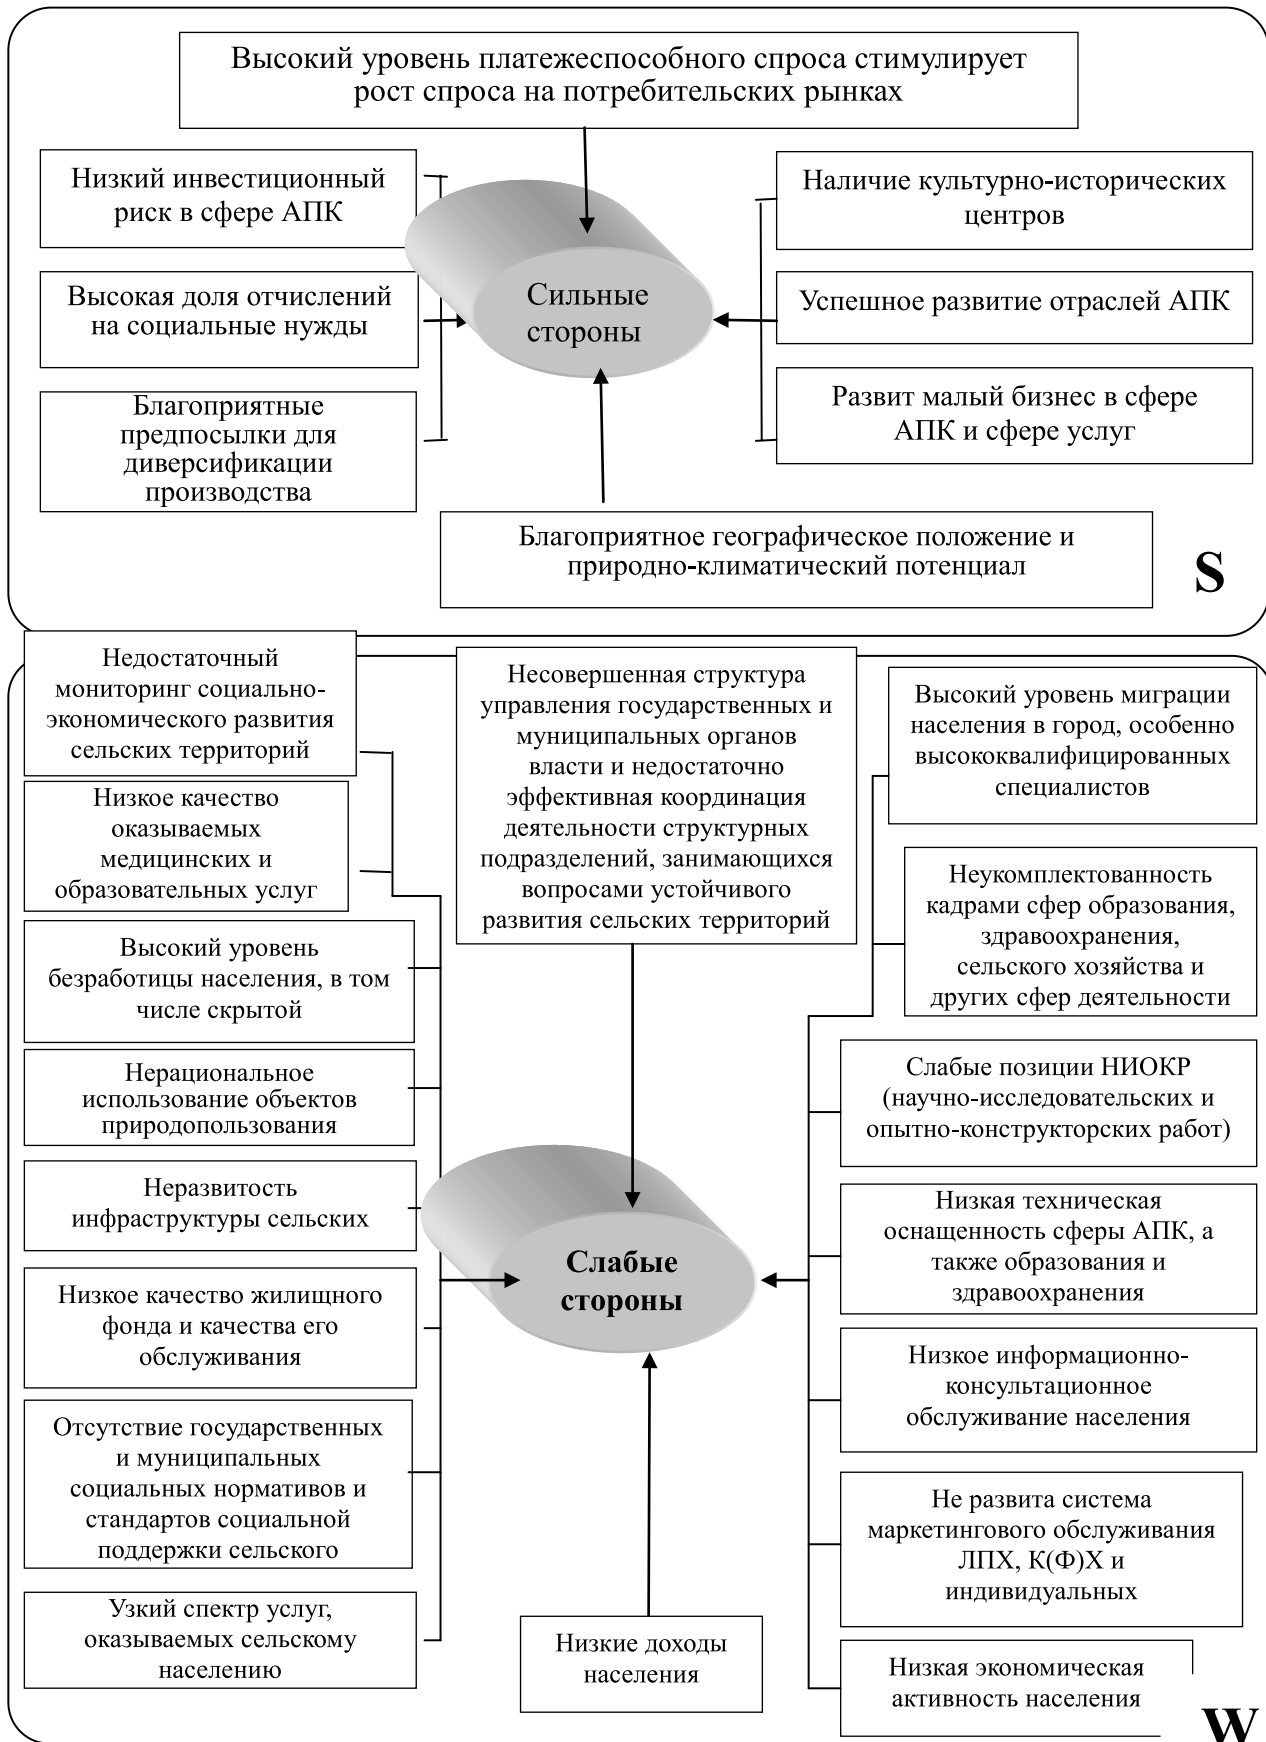 Высокий уровень платежеспособного спроса стимулирует
рост спроса на потребительских рынках
Низкий инвестиционный
риск в сфере АПК
Высокая доля отчислений
на социальные нужды
Благоприятные
предпосылки для
диверсификации
производства
Сильные
стороны
Наличие культурно-исторических
центров
Успешное развитие отраслей АПК
Развит малый бизнес в сфере
АПК и сфере услуг
Благоприятное географическое положение и
природно-климатический потенциал
S
Недостаточный
мониторинг социально-
экономического развития
сельских территорий
Низкое качество
оказываемых
медицинских и
образовательных услуг
Высокий уровень
безработицы населения, в том
числе скрытой
Нерациональное
использование объектов
природопользования
Неразвитость
инфраструктуры сельских
Низкое качество жилищного
фонда и качества его
обслуживания
Отсутствие государственных
и муниципальных
социальных нормативов и
стандартов социальной
поддержки сельского
Узкий спектр услуг,
оказываемых сельскому
населению
Несовершенная структура
управления государственных и
муниципальных органов
власти и недостаточно
эффективная координация
деятельности структурных
подразделений, занимающихся
вопросами устойчивого
развития сельских территорий
Слабые
стороны
Низкие доходы
населения
Высокий уровень миграции
населения в город, особенно
высококвалифицированных
специалистов
Неукомплектованность
кадрами сфер образования,
здравоохранения,
сельского хозяйства и
других сфер деятельности
Слабые позиции НИОКР
(научно-исследовательских и
опытно-конструкторских работ)
Низкая техническая
оснащенность сферы АПК, а
также образования и
здравоохранения
Низкое информационно-
консультационное
обслуживание населения
Не развита система
маркетингового обслуживания
ЛПХ, К(Ф)Х и
индивидуальных
Низкая экономическая
активность населения
W